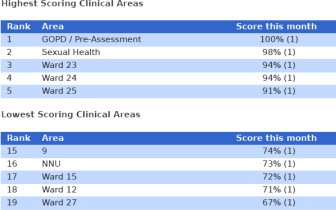 Highest Scoring Clinical Areas
Rank Area Score this month
1 GOPD / Pre-Assessment 100% (1)
2 Sexual Health 98% (1)
3 Ward 23 94% (1)
4 Ward 24 94% (1)
5 Ward 25 91% (1)
Lowest Scoring Clinical Areas
Rank Area Score this month
15 9 74% (1)
16 NNU 73% (1)
17 Ward 15 72% (1)
18 Ward 12 71% (1)
19 Ward 27 67% (1)